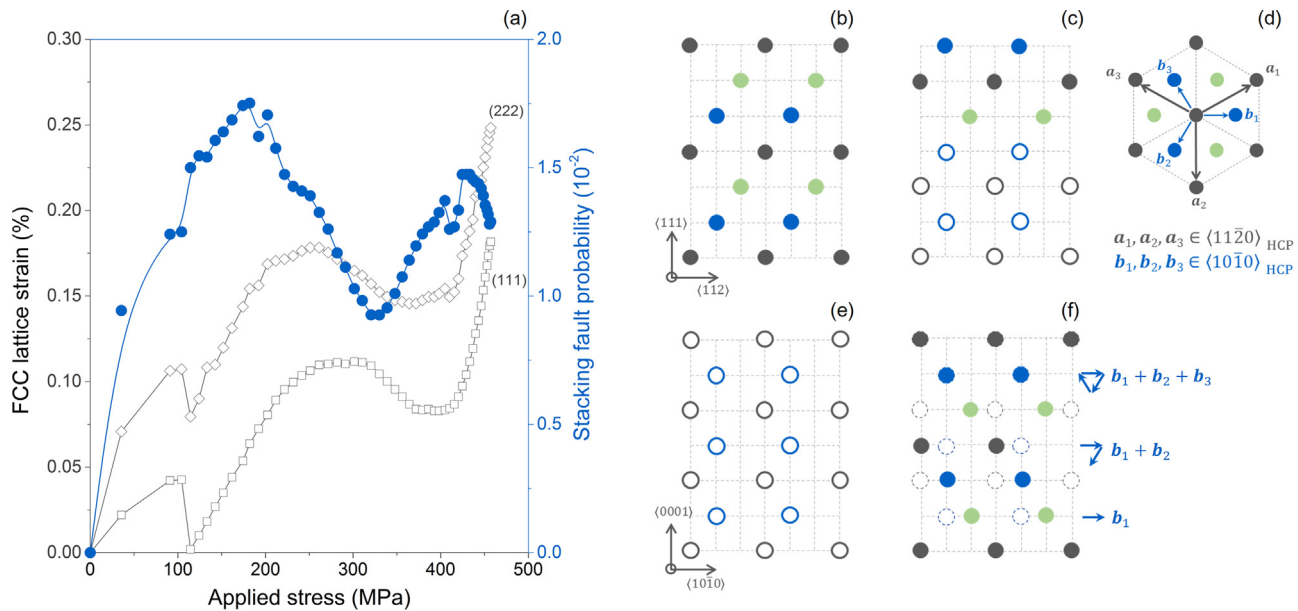 (a)
FCC lattice strain (%)
0.30
0.25
0.20
0.15
0.10
0.05
0.00
0
100
200
300
400
500
Applied stress (MPa)
2.0
1.5
1.0
0.5
0.0
Stacking fault probability (10⁻²)
(222)
(111)
(b)
⟨111⟩
⟨112⟩
(c)
(d)
a₁
a₂
a₃
b₁
b₂
b₃
a₁, a₂, a₃ ∈ ⟨112̄0⟩ HCP
b₁, b₂, b₃ ∈ ⟨101̄0⟩ HCP
(e)
⟨0001⟩
⟨101̄0⟩
(f)
b₁ + b₂ + b₃
b₁ + b₂
b₁